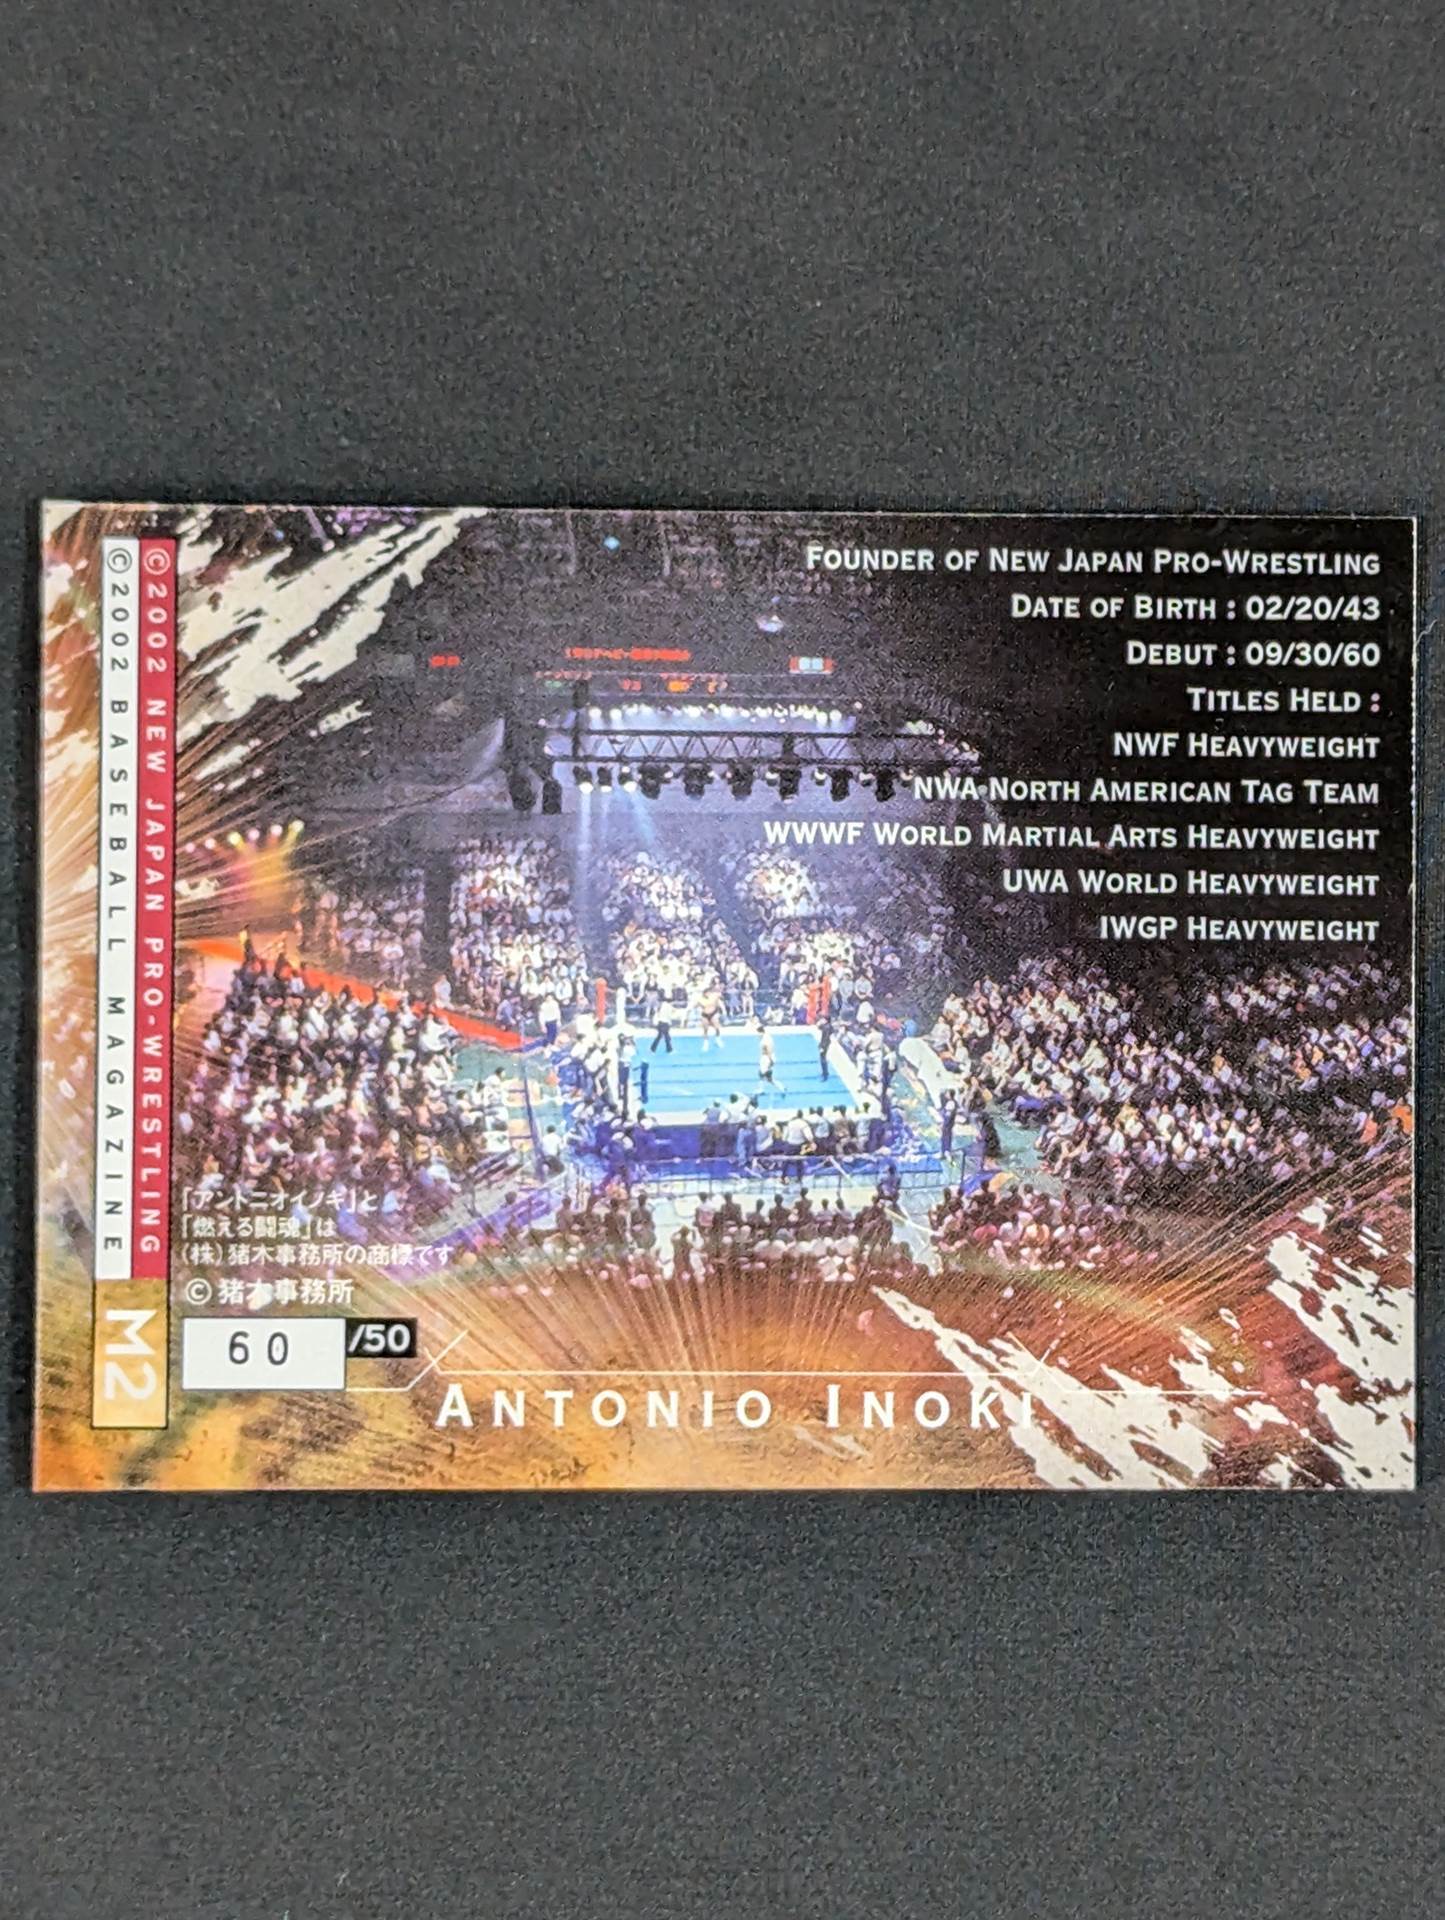 FOUNDER OF NEW JAPAN PRO-WRESTLING
DATE OF BIRTH : 02/20/43
DEBUT : 09/30/60
TITLES HELD :
NWF HEAVYWEIGHT
NWA NORTH AMERICAN TAG TEAM
WWWF WORLD MARTIAL ARTS HEAVYWEIGHT
UWA WORLD HEAVYWEIGHT
IWGP HEAVYWEIGHT
©2002 NEW JAPAN PRO-WRESTLING
©2002 BASEBALL MAGAZINE
「アントニオイノキ」と
「燃える闘魂」は
(株)猪木事務所の商標です
© 猪木事務所
M2
60 /50
ANTONIO INOKI